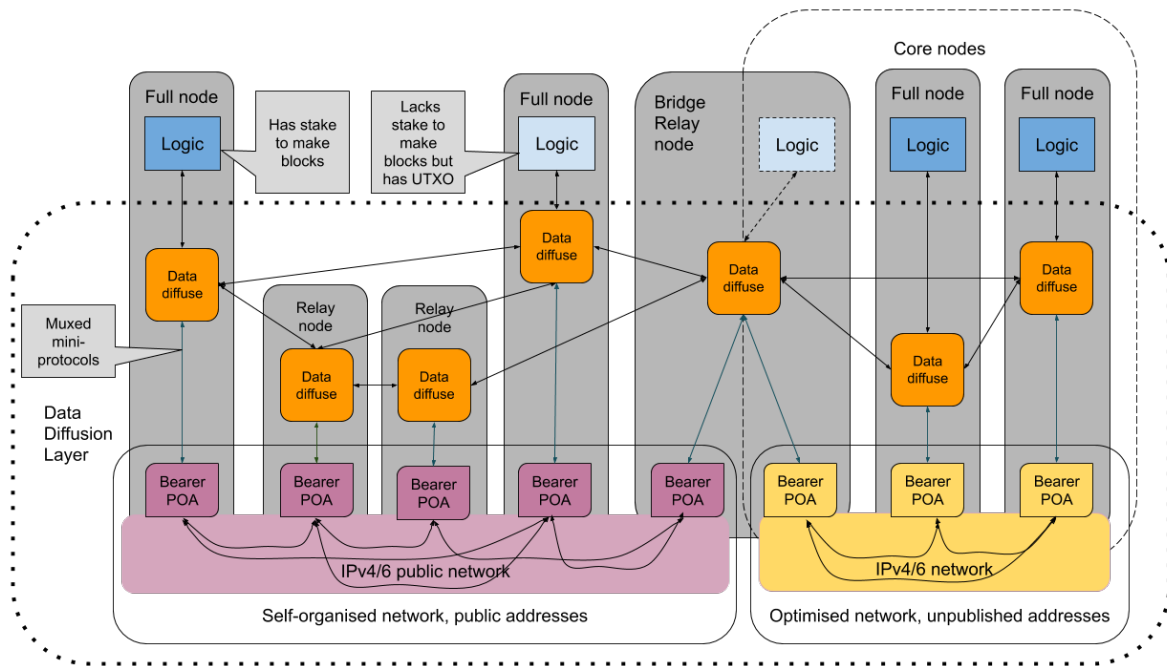 Core nodes
Full node
Full node
Bridge
Relay
node
Full node
Full node
Logic
Has stake
to make
blocks
Lacks
stake to
make
blocks but
has UTXO
Logic
Logic
Logic
Logic
Data
diffuse
Data
diffuse
Data
diffuse
Data
diffuse
Data
diffuse
Muxed
mini-
protocols
Relay
node
Relay
node
Data
diffuse
Data
diffuse
Data
Diffusion
Layer
Bearer
POA
Bearer
POA
Bearer
POA
Bearer
POA
Bearer
POA
Bearer
POA
Bearer
POA
Bearer
POA
IPv4/6 public network
IPv4/6 network
Self-organised network, public addresses
Optimised network, unpublished addresses